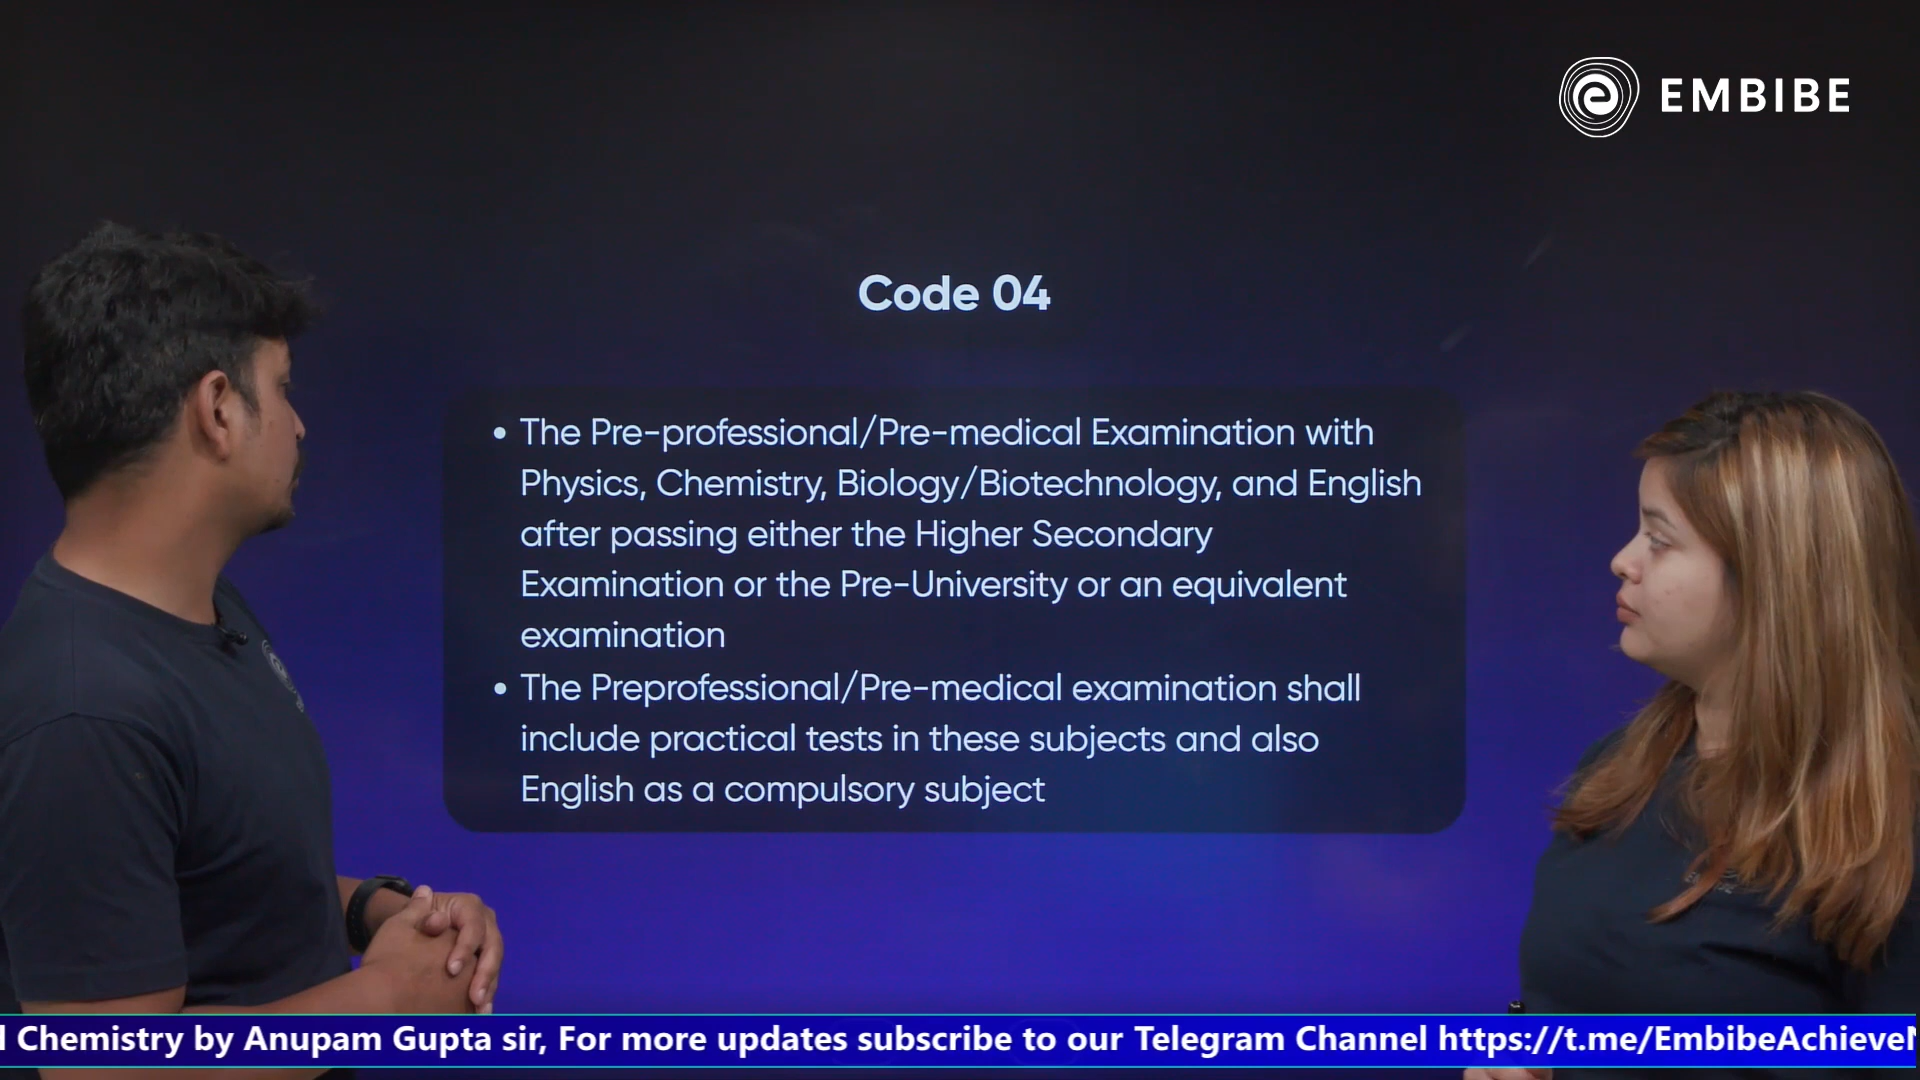 EMBIBE
Code 04
• The Pre-professional/Pre-medical Examination with
Physics, Chemistry, Biology/Biotechnology, and English
after passing either the Higher Secondary
Examination or the Pre-University or an equivalent
examination
• The Preprofessional/Pre-medical examination shall
include practical tests in these subjects and also
English as a compulsory subject
Chemistry by Anupam Gupta sir, For more updates subscribe to our Telegram Channel https://t.me/EmbibeAchieve